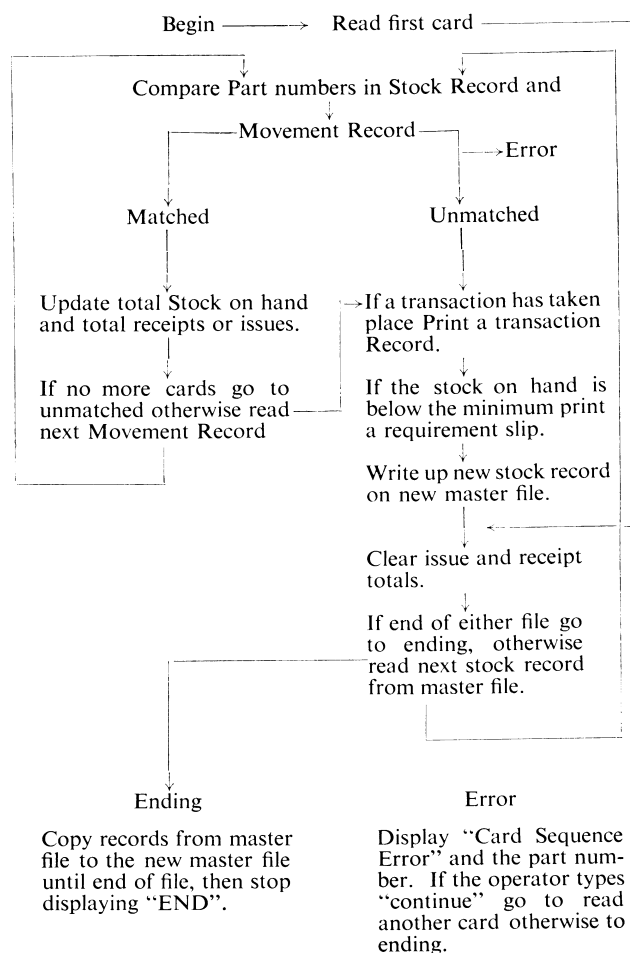 Begin Read first card
Compare Part numbers in Stock Record and
Movement Record
Error
Matched
Unmatched
Update total Stock on hand
and total receipts or issues.
If no more cards go to
unmatched otherwise read
next Movement Record
If a transaction has taken
place Print a transaction
Record.
If the stock on hand is
below the minimum print
a requirement slip.
Write up new stock record
on new master file.
Clear issue and receipt
totals.
If end of either file go
to ending, otherwise
read next stock record
from master file.
Ending
Copy records from master
file to the new master file
until end of file, then stop
displaying “END”.
Error
Display “Card Sequence
Error” and the part num-
ber. If the operator types
“continue” go to read
another card otherwise to
ending.